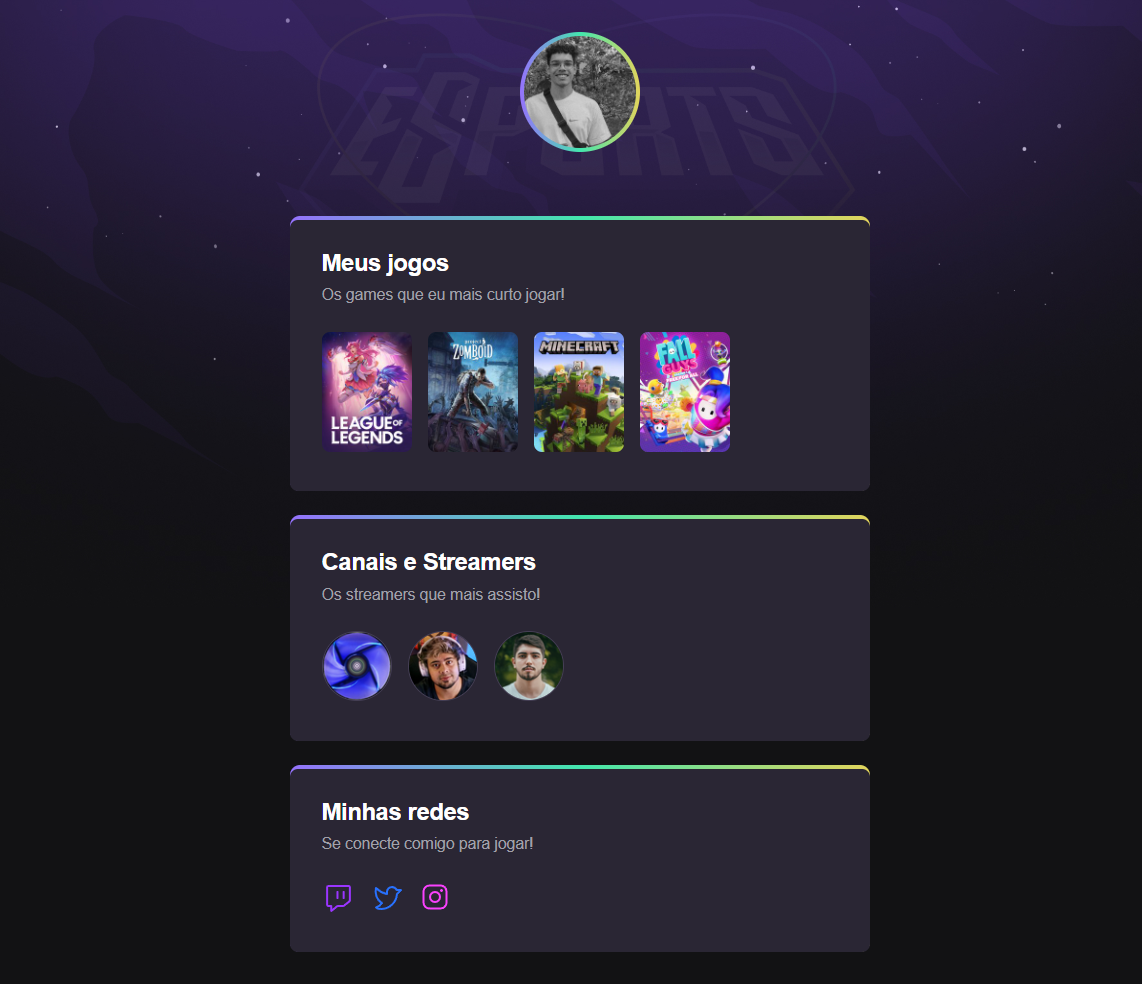 ESPORTS
Meus jogos
Os games que eu mais curto jogar!
LEAGUE OF
LEGENDS
ZOMBOID
MINECRAFT
FALL
GUYS
Canais e Streamers
Os streamers que mais assisto!
Minhas redes
Se conecte comigo para jogar!